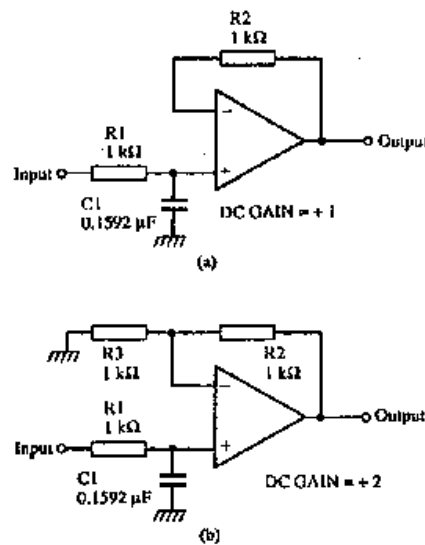 R2
1 kΩ
R1
1 kΩ
Input
−
+
Output
C1
0.1592 µF
DC GAIN = + 1
(a)
R3
1 kΩ
R2
1 kΩ
R1
1 kΩ
Input
−
+
Output
C1
0.1592 µF
DC GAIN = + 2
(b)